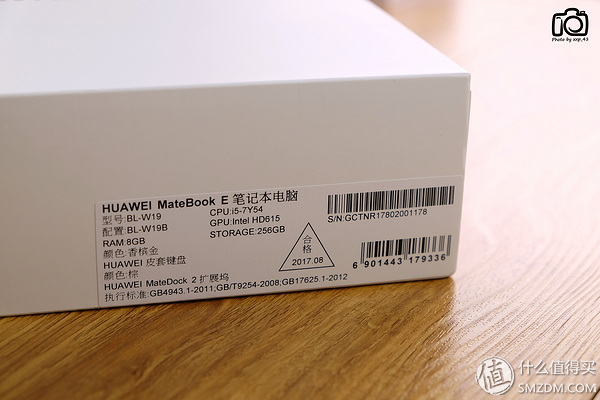 Photo by xxp,45
HUAWEI MateBook E 笔记本电脑
型号:BL-W19
CPU:i5-7Y54
配置:BL-W19B
GPU:Intel HD615
RAM:8GB
STORAGE:256GB
颜色:香槟金
HUAWEI 皮套键盘
颜色:棕
HUAWEI MateDock 2 扩展坞
执行标准:GB4943.1-2011;GB/T9254-2008;GB17625.1-2012
S/N:GCTNR17802001178
合格
2017.08
6 901443 179336
值 什么值得买
SMZDM.COM